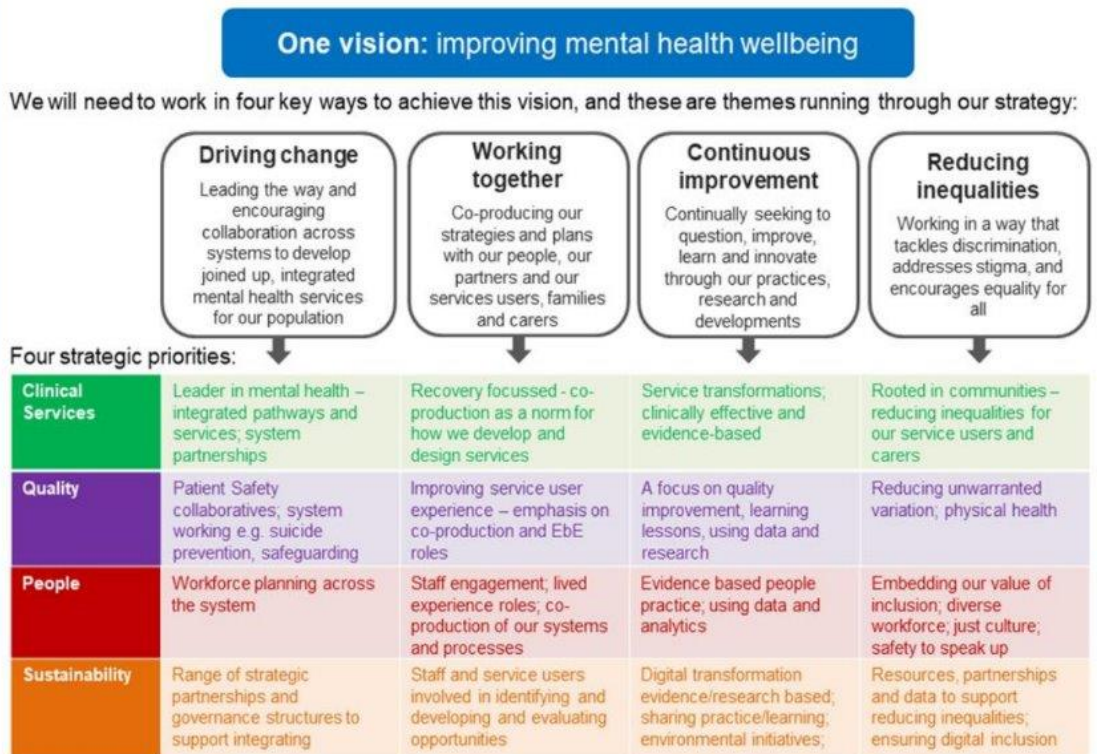 One vision: improving mental health wellbeing
We will need to work in four key ways to achieve this vision, and these are themes running through our strategy:
Driving change
Leading the way and
encouraging
collaboration across
systems to develop
joined up, integrated
mental health services
for our population
Working
together
Co-producing our
strategies and plans
with our people, our
partners and our
services users, families
and carers
Continuous
improvement
Continually seeking to
question, improve,
learn and innovate
through our practices,
research and
developments
Reducing
inequalities
Working in a way that
tackles discrimination,
addresses stigma, and
encourages equality for
all
Four strategic priorities:
Clinical
Services
Leader in mental health –
integrated pathways and
services; system
partnerships
Recovery focussed - co-
production as a norm for
how we develop and
design services
Service transformations;
clinically effective and
evidence-based
Rooted in communities –
reducing inequalities for
our service users and
carers
Quality
Patient Safety
collaboratives; system
working e.g. suicide
prevention, safeguarding
Improving service user
experience – emphasis on
co-production and EbE
roles
A focus on quality
improvement, learning
lessons, using data and
research
Reducing unwarranted
variation; physical health
People
Workforce planning across
the system
Staff engagement; lived
experience roles; co-
production of our systems
and processes
Evidence based people
practice; using data and
analytics
Embedding our value of
inclusion; diverse
workforce; just culture;
safety to speak up
Sustainability
Range of strategic
partnerships and
governance structures to
support integrating
Staff and service users
involved in identifying and
developing and evaluating
opportunities
Digital transformation
evidence/research based;
sharing practice/learning;
environmental initiatives;
Resources, partnerships
and data to support
reducing inequalities;
ensuring digital inclusion